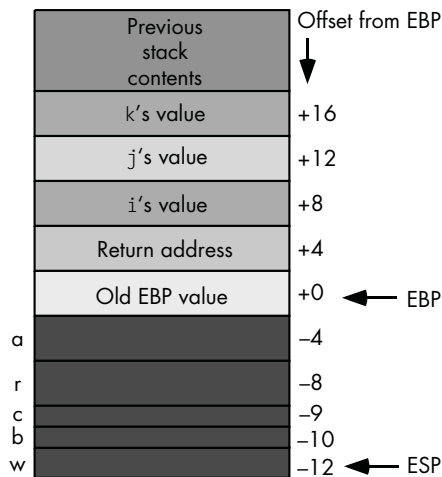 Previous Offset from EBP
stack
contents
k's value +16
j's value +12
i's value +8
Return address +4
Old EBP value +0 EBP
a –4
r –8
c –9
b –10
w –12 ESP